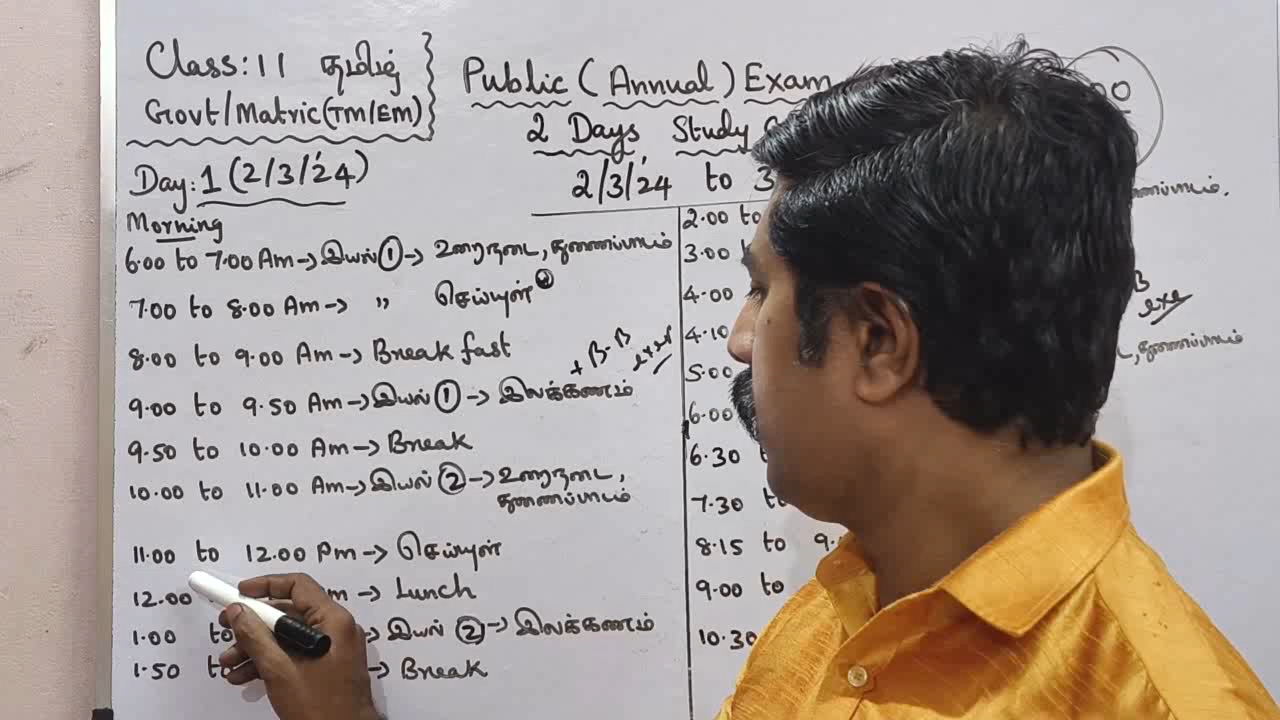 Class: 11 தமிழ்
Govt/Matric(TM/EM)
Public (Annual) Exam
2 Days Study
2/3/'24 to 3
Day: 1 (2/3/'24)
Morning
6.00 to 7.00 Am → இயல் ① → உரைநடை, துணைப்பாடம்
7.00 to 8.00 Am → " செய்யுள்
8.00 to 9.00 Am → Break fast
+ B.B
9.00 to 9.50 Am → இயல் ① → இலக்கணம்
9.50 to 10.00 Am → Break
10.00 to 11.00 Am → இயல் ② → உரைநடை,
துணைப்பாடம்
11.00 to 12.00 Pm → செய்யுள்
12.00 m → Lunch
1.00 to → இயல் ② → இலக்கணம்
1.50 to → Break
2.00 to
3.00
4.00
4.10
5.00
6.00
6.30
7.30 to
8.15 to 9.
9.00 to
10.30
00
B
exe
துணைப்பாடம்